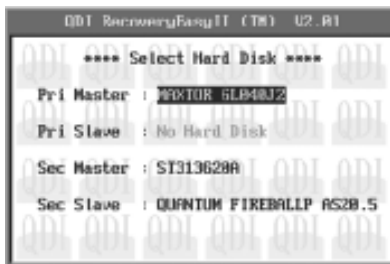 QDI RecoveryEasyII (TM) V2.01
**** Select Hard Disk ****
Pri Master : MAXTOR 6L040J2
Pri Slave : No Hard Disk
Sec Master : ST313620A
Sec Slave : QUANTUM FIREBALLP AS20.5